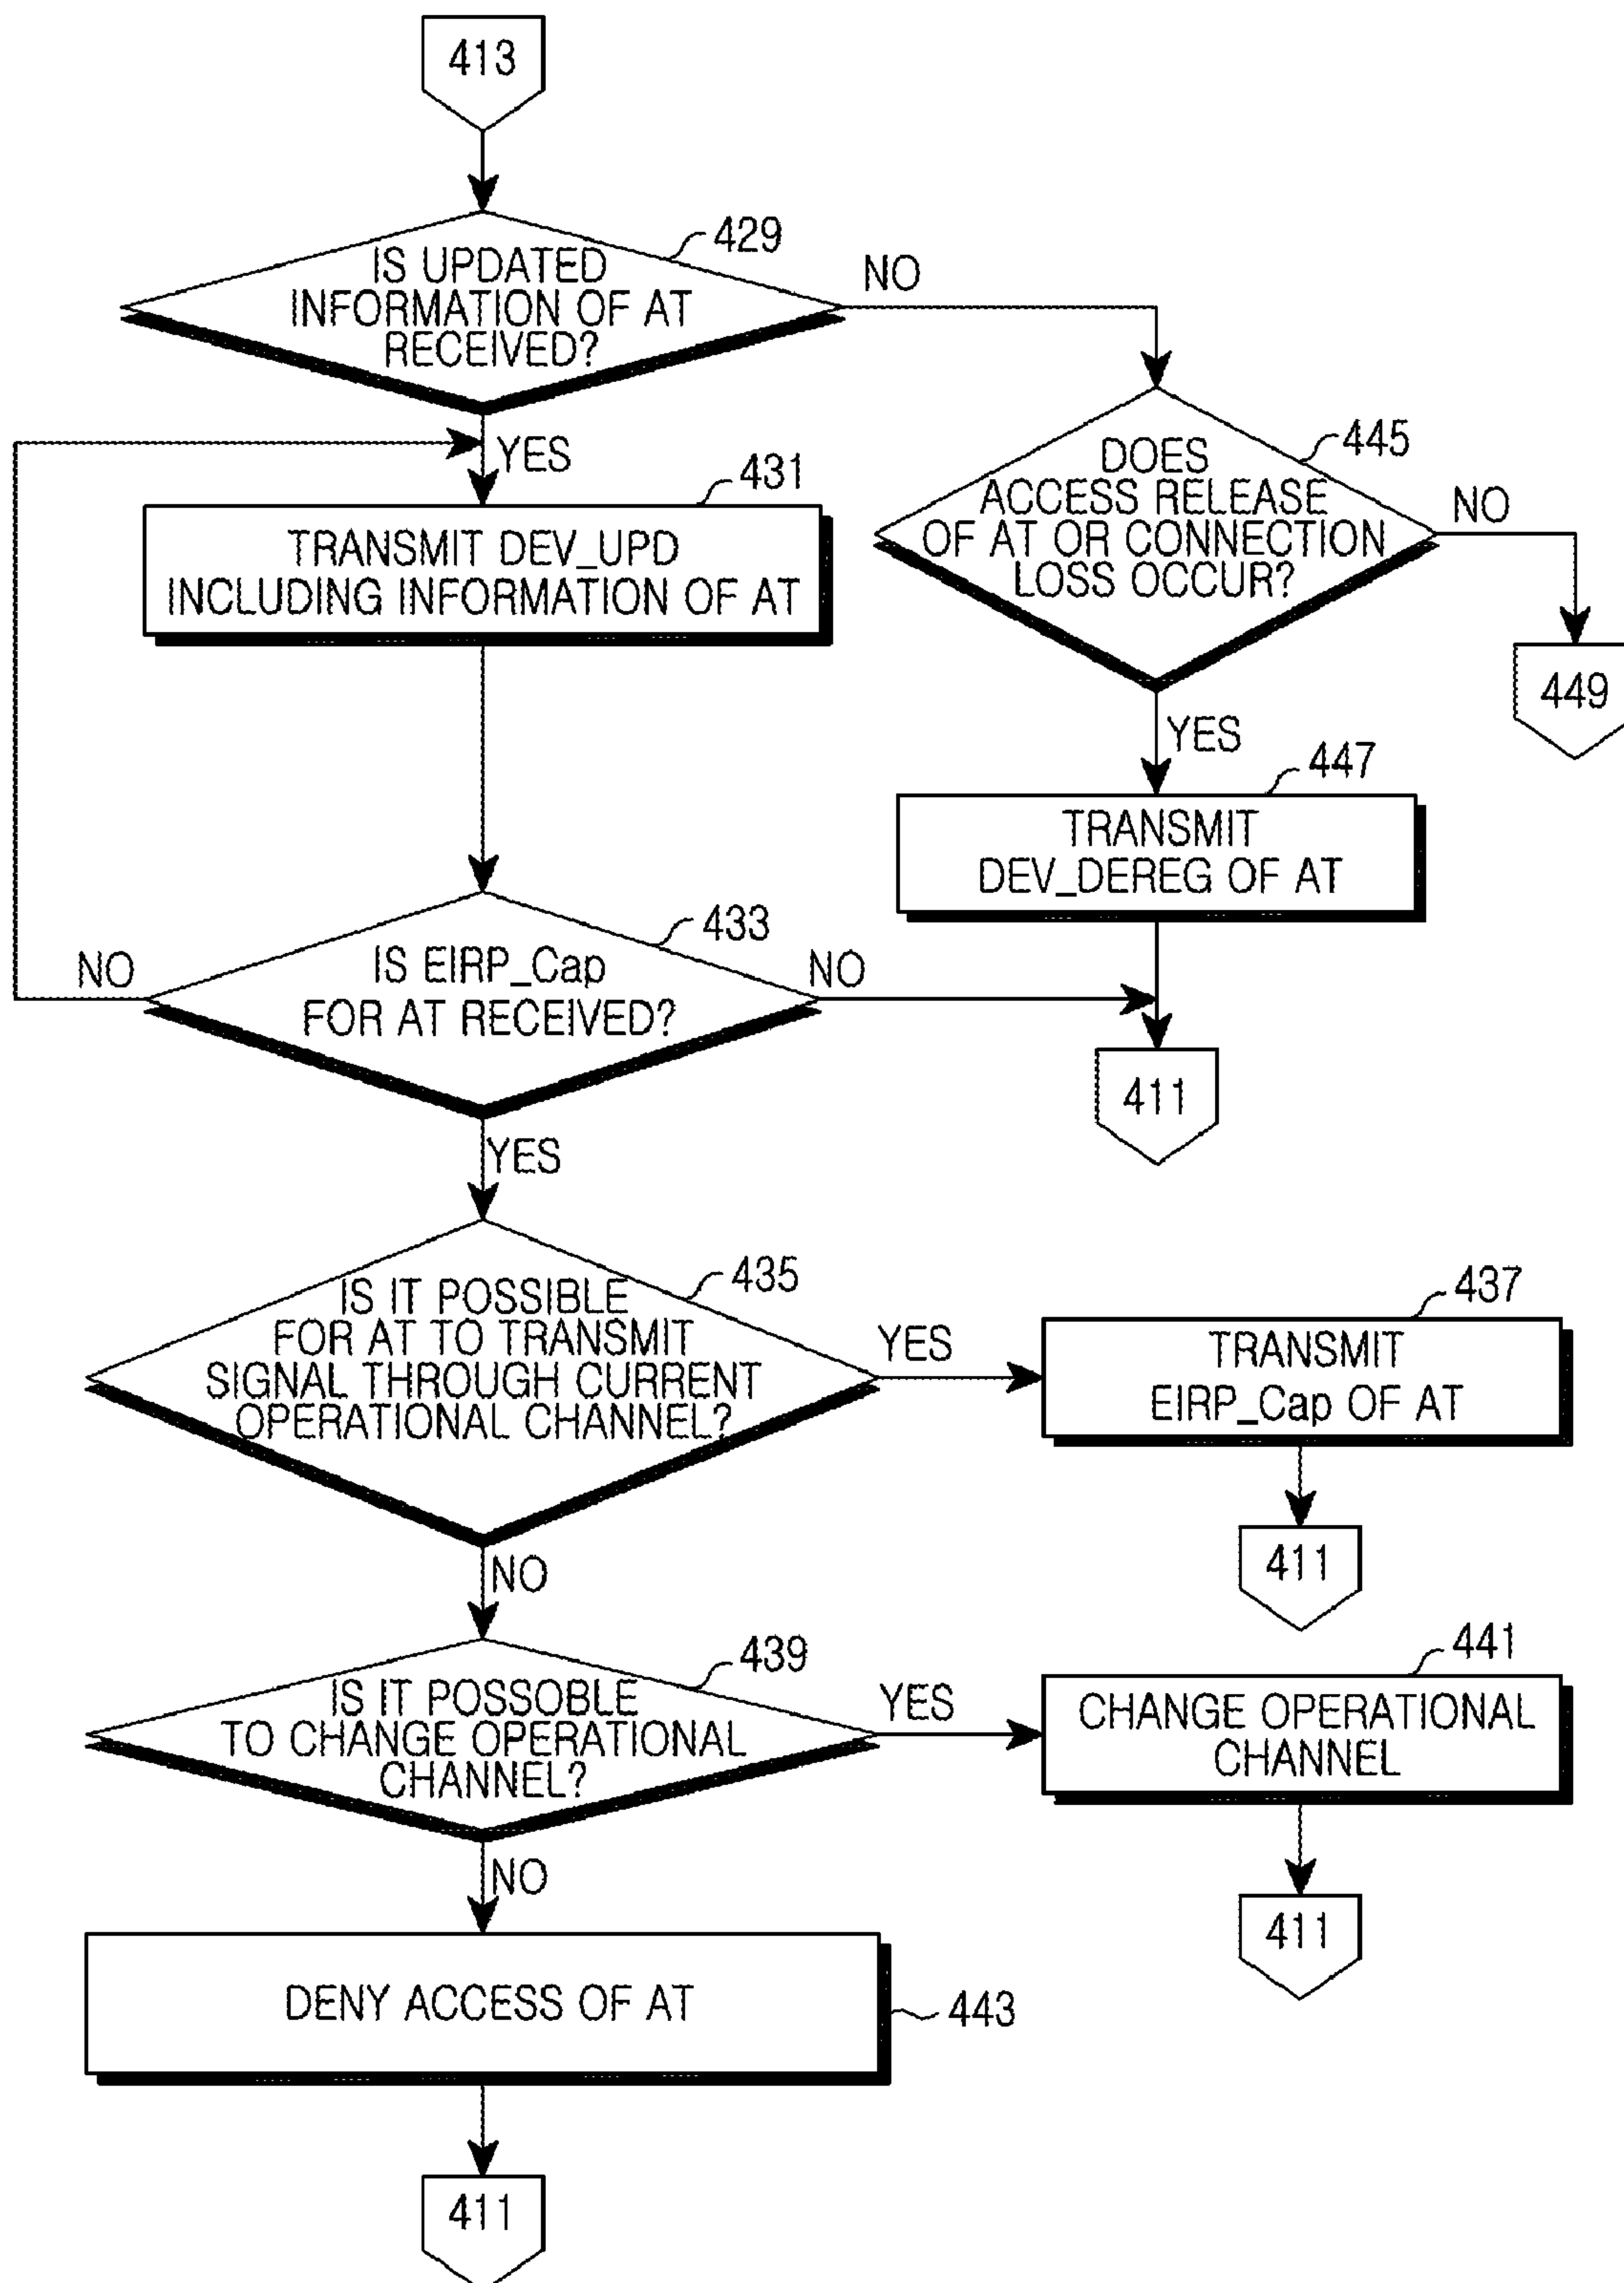 413
429
IS UPDATED
INFORMATION OF AT
RECEIVED?
NO
YES
445
DOES
ACCESS RELEASE
OF AT OR CONNECTION
LOSS OCCUR?
NO
449
431
TRANSMIT DEV_UPD
INCLUDING INFORMATION OF AT
YES
447
TRANSMIT
DEV_DEREG OF AT
433
NO
IS EIRP_Cap
FOR AT RECEIVED?
NO
411
YES
435
IS IT POSSIBLE
FOR AT TO TRANSMIT
SIGNAL THROUGH CURRENT
OPERATIONAL CHANNEL?
YES
437
TRANSMIT
EIRP_Cap OF AT
411
NO
439
IS IT POSSOBLE
TO CHANGE OPERATIONAL
CHANNEL?
YES
441
CHANGE OPERATIONAL
CHANNEL
411
NO
DENY ACCESS OF AT
443
411